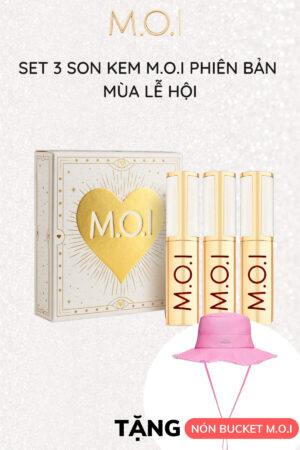 M.O.I
SET 3 SON KEM M.O.I PHIÊN BẢN
MÙA LỄ HỘI
M.O.I
M.O.I
M.O.I
M.O.I
TẶNG
NÓN BUCKET M.O.I